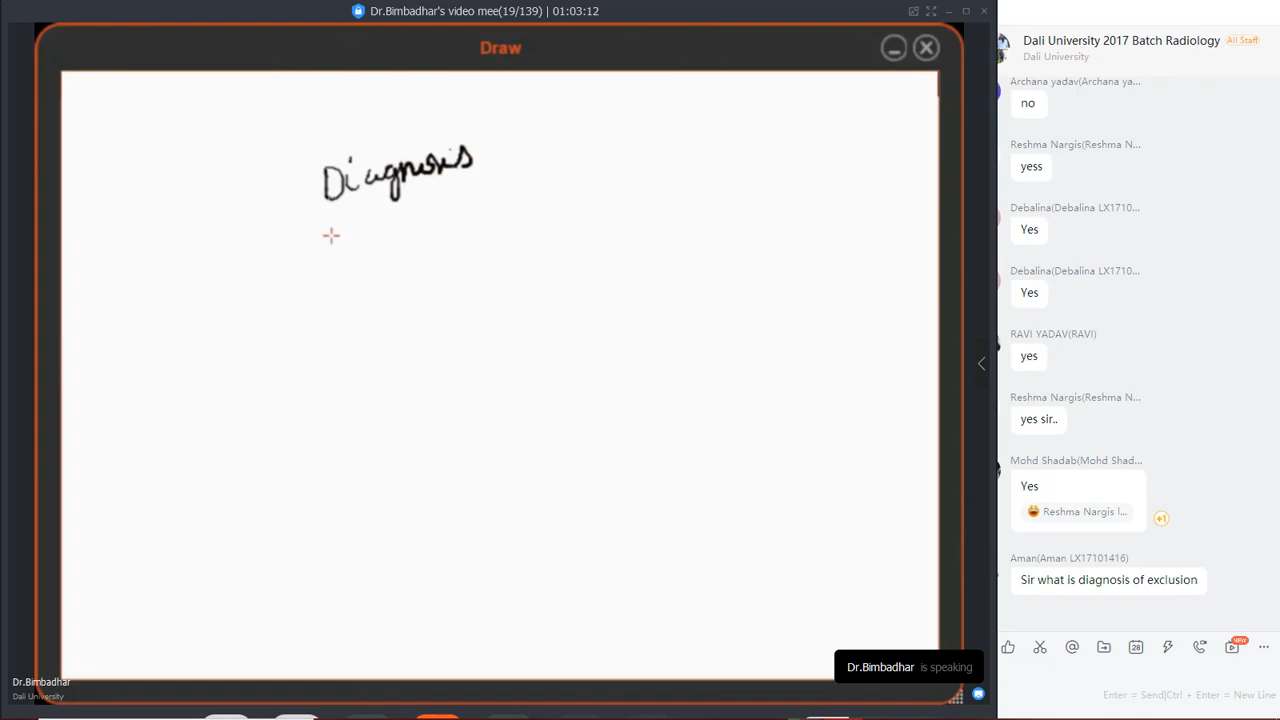 Dr.Bimbadhar's video mee(19/139) | 01:03:12
Draw
Diagnosis
Dr.Bimbadhar is speaking
Dr.Bimbadhar
Dali University
Dali University 2017 Batch Radiology All Staff
Dali University
Archana yadav(Archana ya...
no
Reshma Nargis(Reshma N...
yess
Debalina(Debalina LX1710...
Yes
Debalina(Debalina LX1710...
Yes
RAVI YADAV(RAVI)
yes
Reshma Nargis(Reshma N...
yes sir..
Mohd Shadab(Mohd Shad...
Yes
Reshma Nargis l...
+1
Aman(Aman LX17101416)
Sir what is diagnosis of exclusion
28
NEW
Enter = Send|Ctrl + Enter = New Line